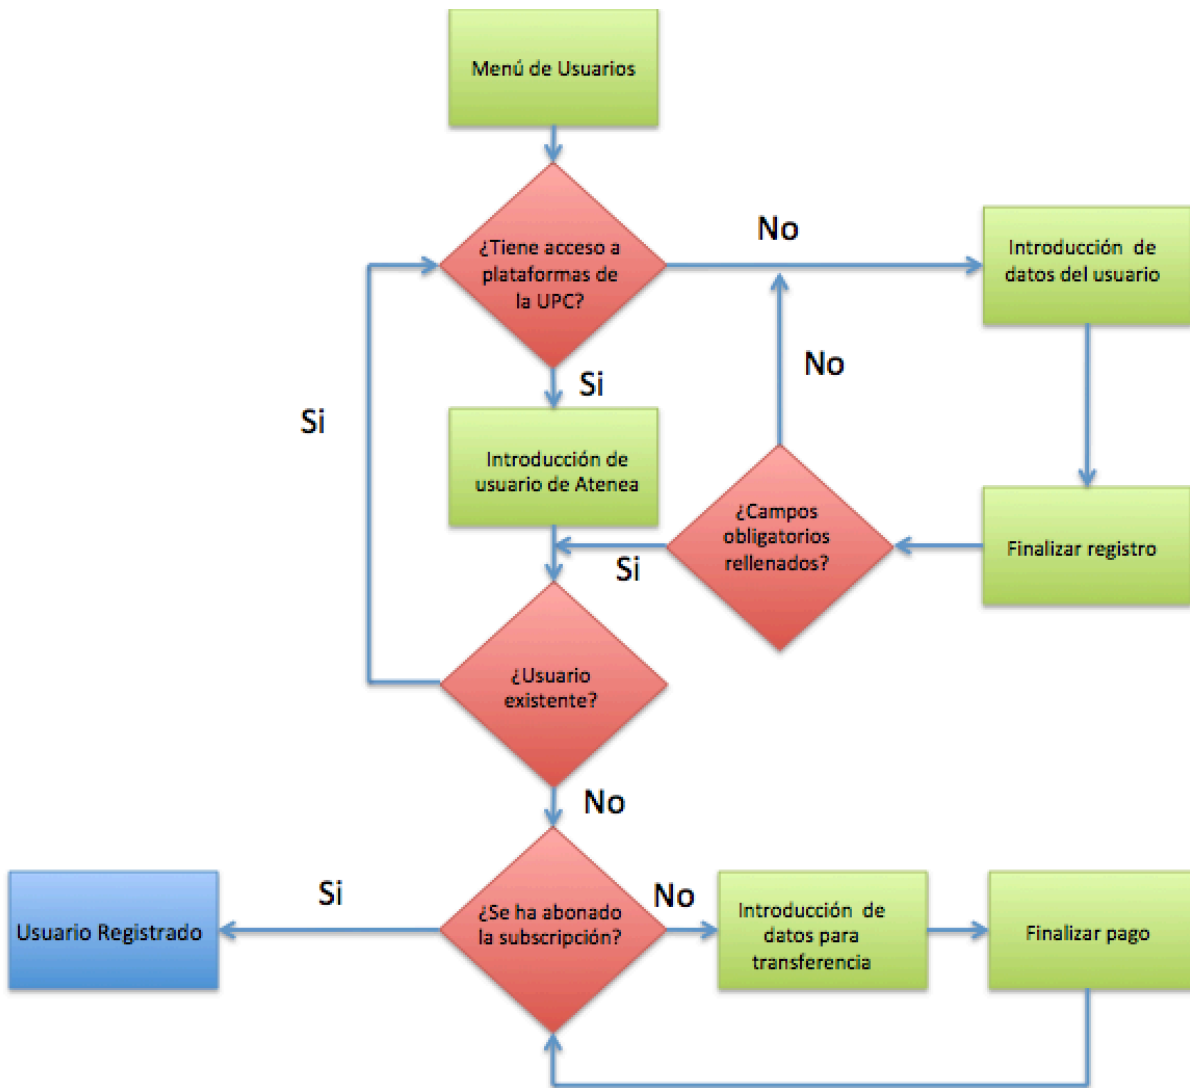 Menú de Usuarios
¿Tiene acceso a
plataformas de
la UPC?
No
Introducción  de
datos del usuario
Si
No
Si
Introducción de
usuario de Atenea
¿Campos
obligatorios
rellenados?
Finalizar registro
Si
¿Usuario
existente?
No
Usuario Registrado
Si
¿Se ha abonado
la subscripción?
No
Introducción  de
datos para
transferencia
Finalizar pago